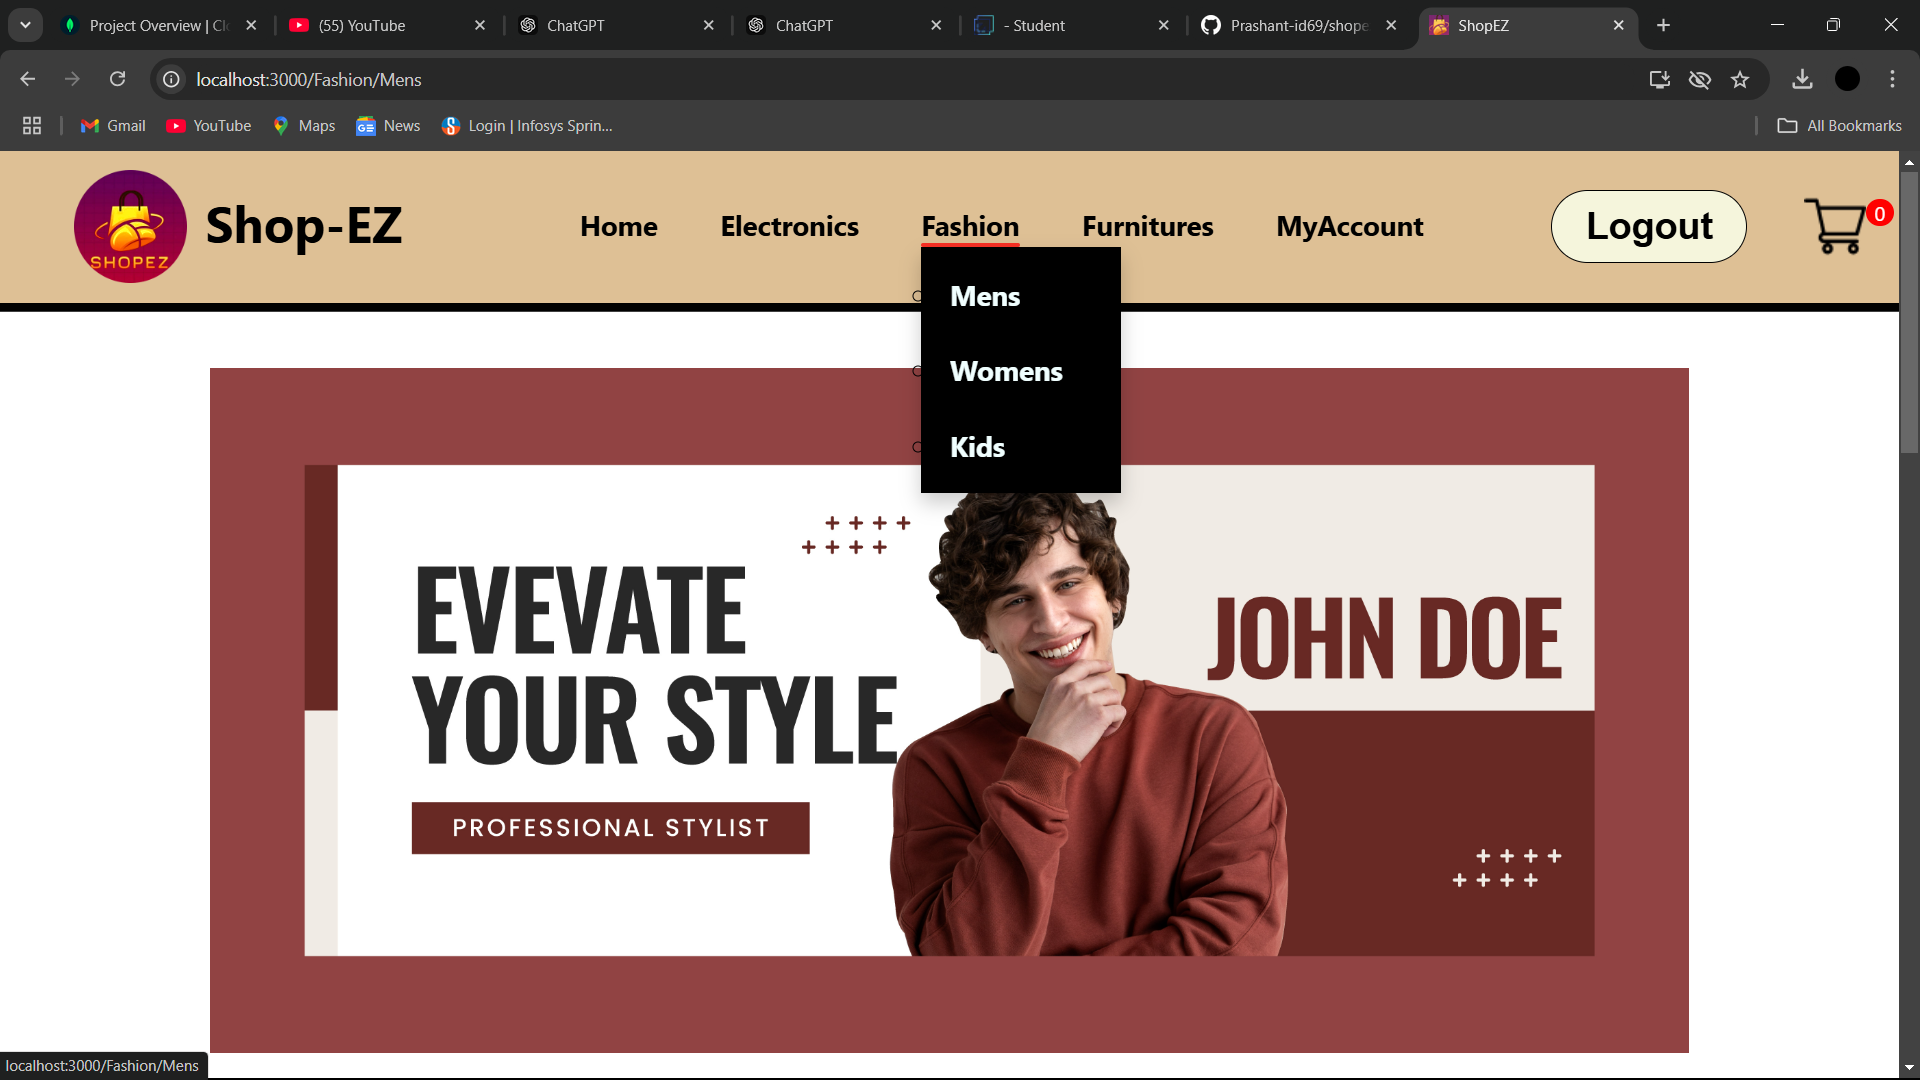 Project Overview | Clo
(55) YouTube
ChatGPT
ChatGPT
- Student
Prashant-id69/shope
ShopEZ
localhost:3000/Fashion/Mens
Gmail
YouTube
Maps
News
Login | Infosys Sprin...
All Bookmarks
SHOPEZ
Shop-EZ
Home
Electronics
Fashion
Furnitures
MyAccount
Logout
0
Mens
Womens
Kids
EVEVATE
YOUR STYLE
JOHN DOE
PROFESSIONAL STYLIST
localhost:3000/Fashion/Mens